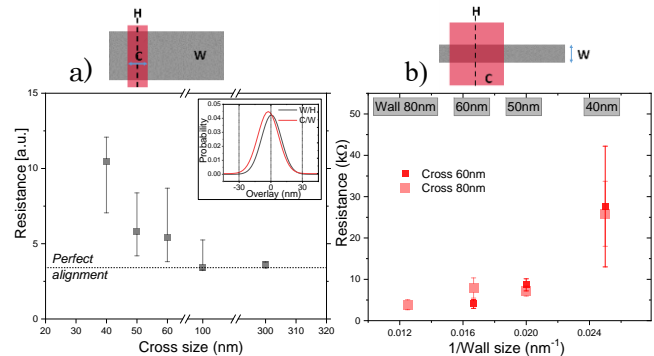 H
C
W
a)
H
C
W
b)
Resistance [a.u.]
15
10
5
0
Perfect
alignment
20
30
40
50
60
100
300
320
Cross size (nm)
Probability
0.05
0.04
0.03
0.02
0.01
0.00
-30
0
30
Overlay (nm)
W/H
C/W
Resistance (kΩ)
55
50
40
30
20
10
0
Wall 80nm
60nm
50nm
40nm
Cross 60nm
Cross 80nm
0.012
0.016
0.020
0.024
1/Wall size (nm⁻¹)